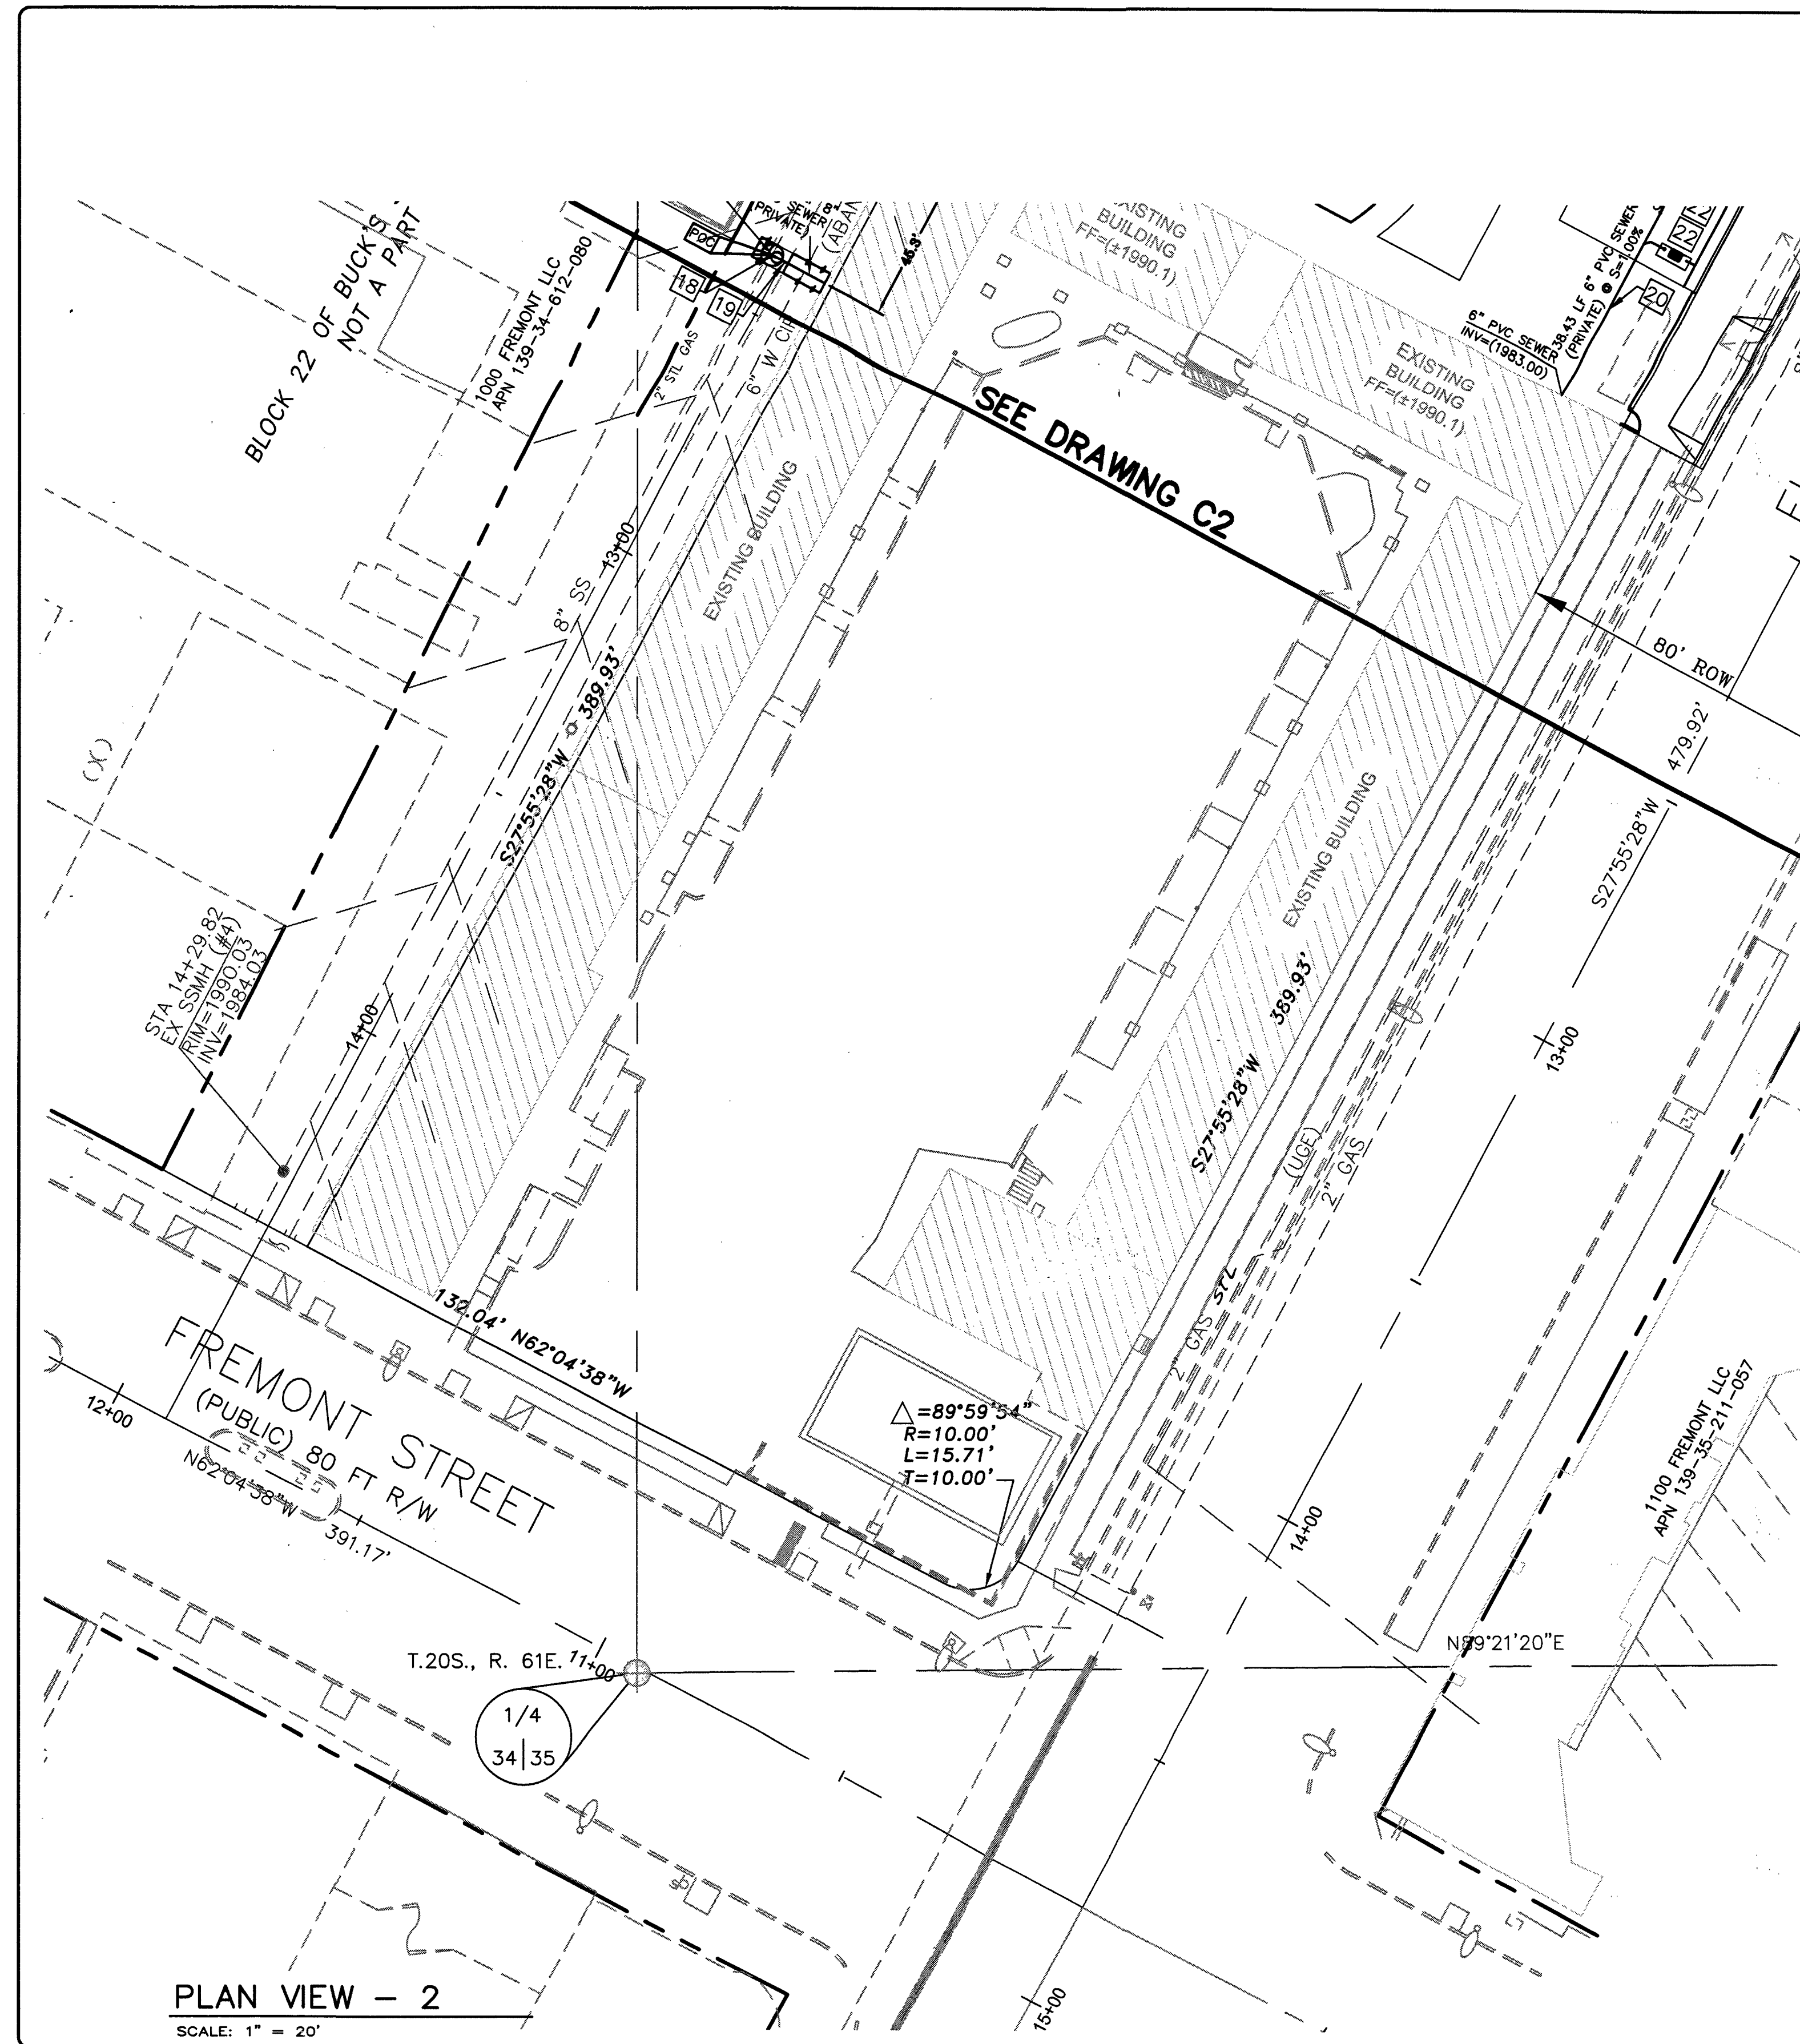 BLOCK 22 OF BUCK'S
NOT A PART
1000 FREMONT LLC
APN 139-34-612-080
POC
SEWER
(PRIVATE)
8"
18
19
2" STL GAS
6" W
45.3'
EXISTING
BUILDING
FF=(±1990.1)
EXISTING
BUILDING
FF=(±1990.1)
6" PVC SEWER
INV=(1983.00)
38.43 LF 6" PVC SEWER
(PRIVATE) @ S=1.00%
20
22
SEE DRAWING C2
80' ROW
479.92'
S27°55'28"W
13+00
8" SS
EXISTING BUILDING
389.93'
S27°55'28"W
EXISTING BUILDING
389.93'
S27°55'28"W
STA 14+29.82
EX SSMH (#4)
RIM=1990.03
INV=1984.03
14+00
13+00
(UGE)
2" GAS
2" GAS STL
132.04' N62°04'38"W
FREMONT STREET
(PUBLIC) 80 FT R/W
12+00
N62°04'38"W
391.17'
△=89°59'54"
R=10.00'
L=15.71'
T=10.00'
14+00
1100 FREMONT LLC
APN 139-35-211-057
N89°21'20"E
T.20S., R. 61E.
11+00
1/4
34|35
15+00
PLAN VIEW - 2
SCALE: 1" = 20'